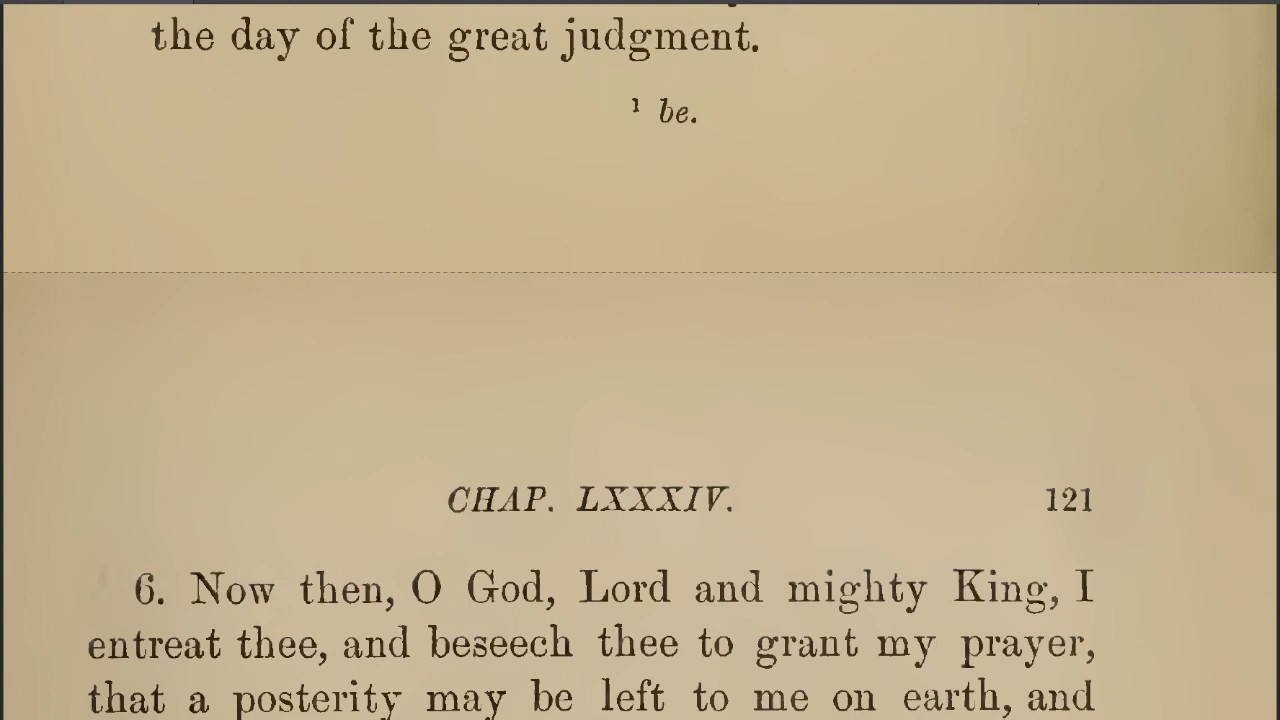 the day of the great judgment.
¹ be.
CHAP. LXXXIV. 121
6. Now then, O God, Lord and mighty King, I
entreat thee, and beseech thee to grant my prayer,
that a posterity may be left to me on earth, and